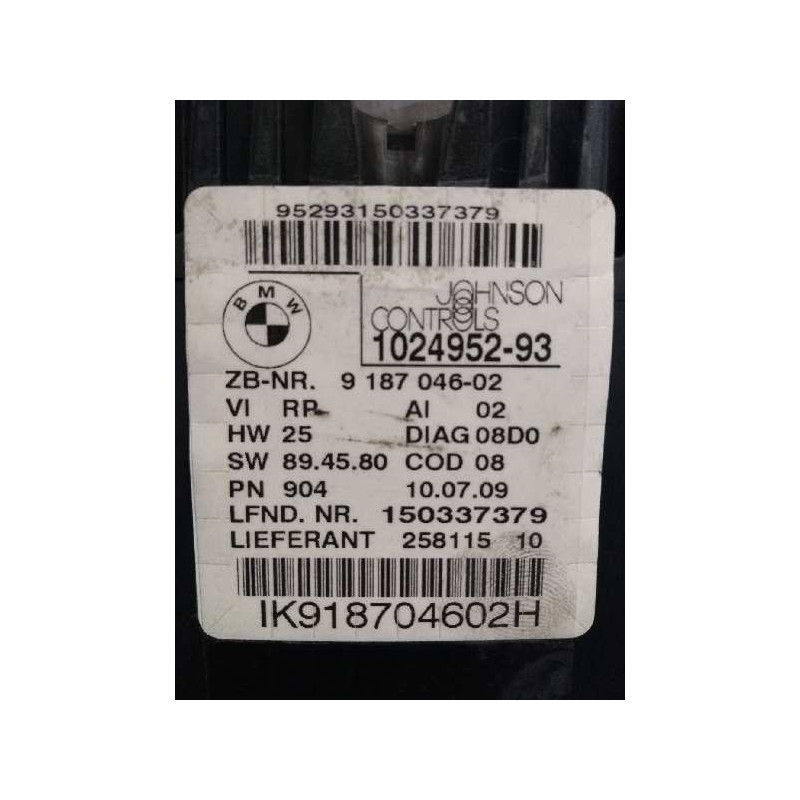 95293150337379
BMW
JOHNSON
CONTROLS
1024952-93
ZB-NR. 9 187 046-02
VI RP AI 02
HW 25 DIAG 08D0
SW 89.45.80 COD 08
PN 904 10.07.09
LFND. NR. 150337379
LIEFERANT 258115 10
IK918704602H